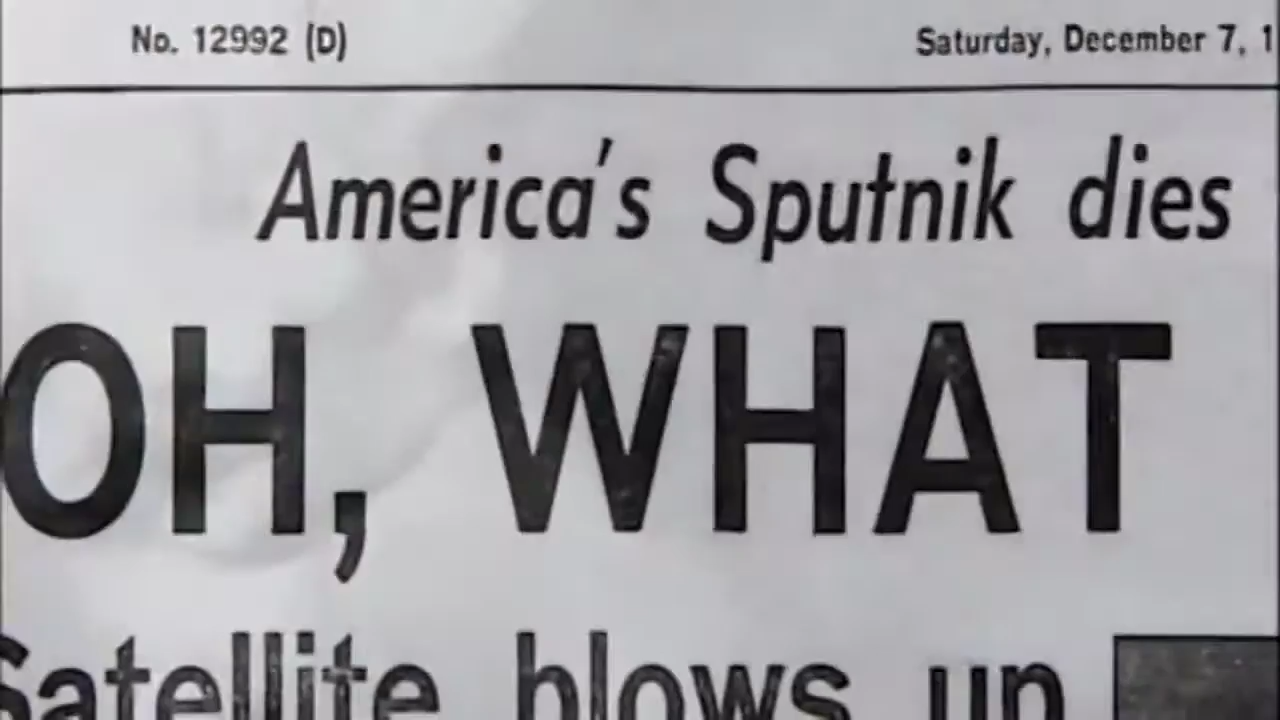 No. 12992 (D) Saturday, December 7, 1
America's Sputnik dies
OH, WHAT
Satellite blows up